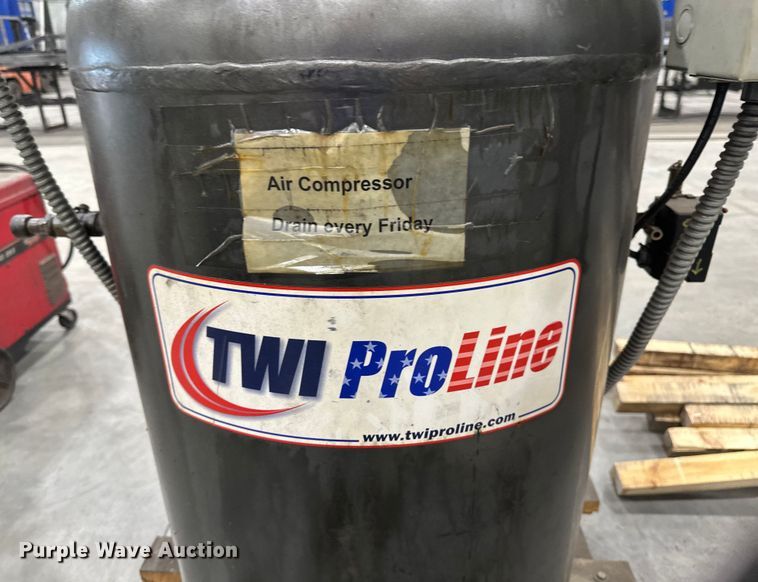 Air Compressor
Drain every Friday
TWI ProLine
www.twiproline.com
Purple Wave Auction